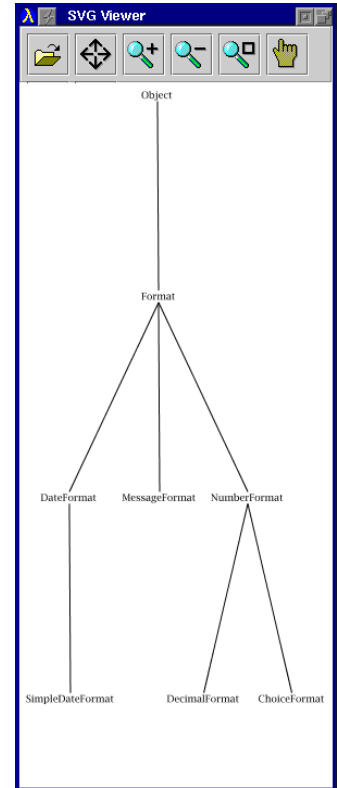 λ SVG Viewer
Object
Format
DateFormat MessageFormat NumberFormat
SimpleDateFormat DecimalFormat ChoiceFormat